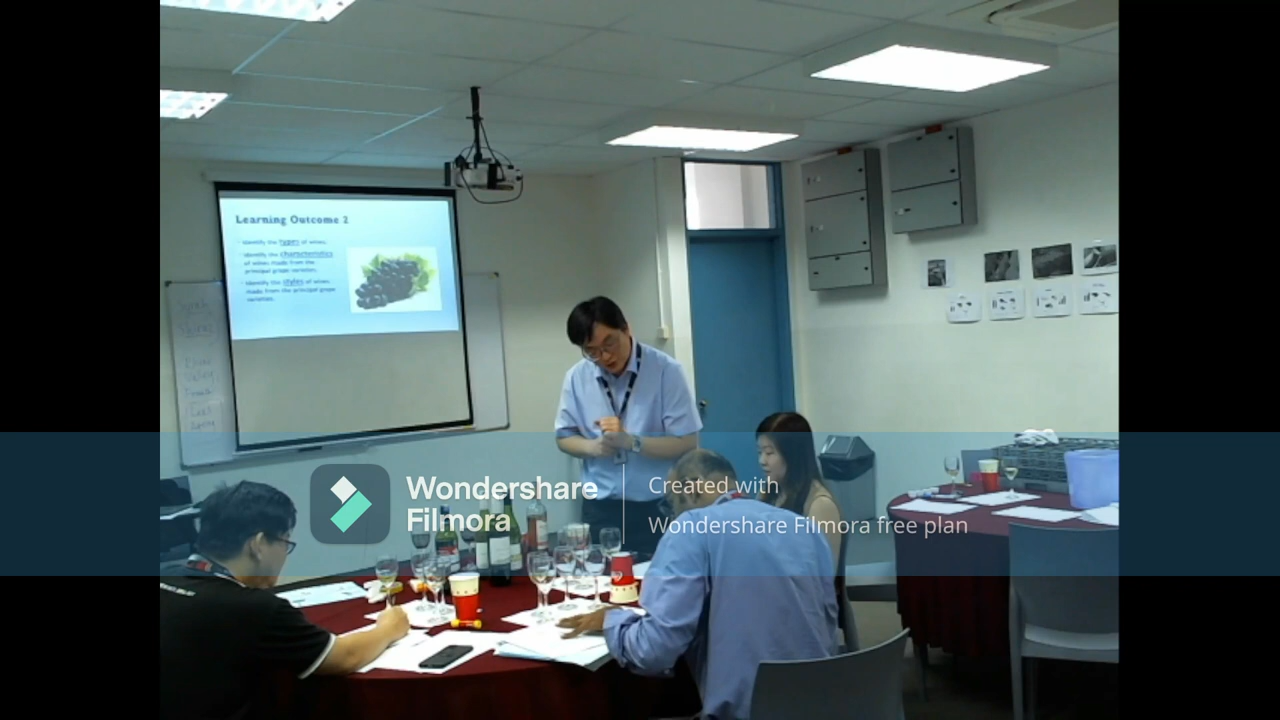 Learning Outcome 2
Identify the types of wines.
Identify the characteristics
of wines made from the
principal grape varieties.
Identify the styles of wines
made from the principal grape
varieties.
Rhone
Valley
Wondershare
Filmora
Created with
Wondershare Filmora free plan